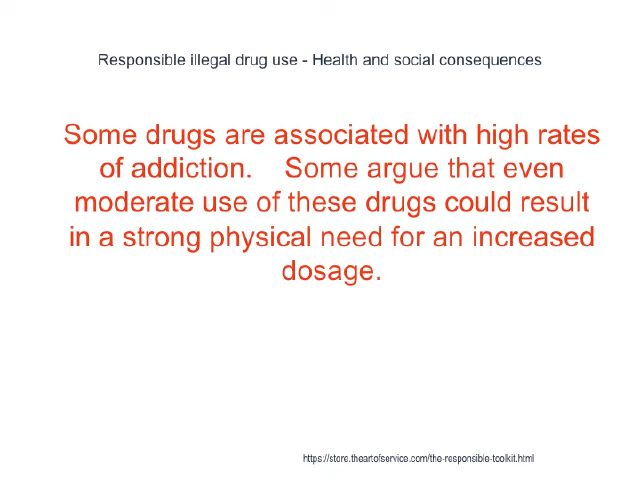 Responsible illegal drug use - Health and social consequences
Some drugs are associated with high rates
of addiction.    Some argue that even
moderate use of these drugs could result
in a strong physical need for an increased
dosage.
https://store.theartofservice.com/the-responsible-toolkit.html